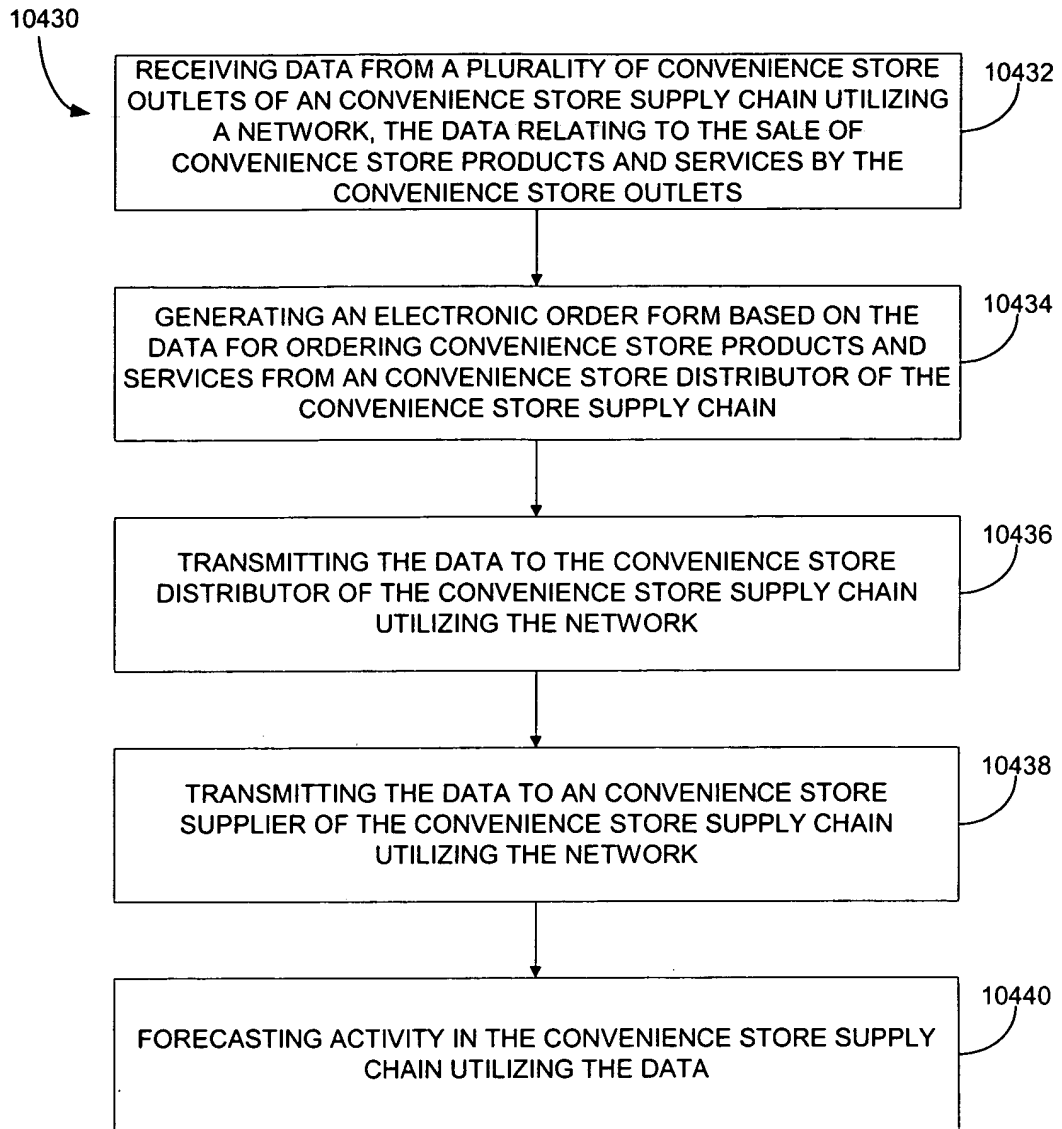 10430
RECEIVING DATA FROM A PLURALITY OF CONVENIENCE STORE
OUTLETS OF AN CONVENIENCE STORE SUPPLY CHAIN UTILIZING
A NETWORK, THE DATA RELATING TO THE SALE OF
CONVENIENCE STORE PRODUCTS AND SERVICES BY THE
CONVENIENCE STORE OUTLETS
10432
GENERATING AN ELECTRONIC ORDER FORM BASED ON THE
DATA FOR ORDERING CONVENIENCE STORE PRODUCTS AND
SERVICES FROM AN CONVENIENCE STORE DISTRIBUTOR OF THE
CONVENIENCE STORE SUPPLY CHAIN
10434
TRANSMITTING THE DATA TO THE CONVENIENCE STORE
DISTRIBUTOR OF THE CONVENIENCE STORE SUPPLY CHAIN
UTILIZING THE NETWORK
10436
TRANSMITTING THE DATA TO AN CONVENIENCE STORE
SUPPLIER OF THE CONVENIENCE STORE SUPPLY CHAIN
UTILIZING THE NETWORK
10438
FORECASTING ACTIVITY IN THE CONVENIENCE STORE SUPPLY
CHAIN UTILIZING THE DATA
10440